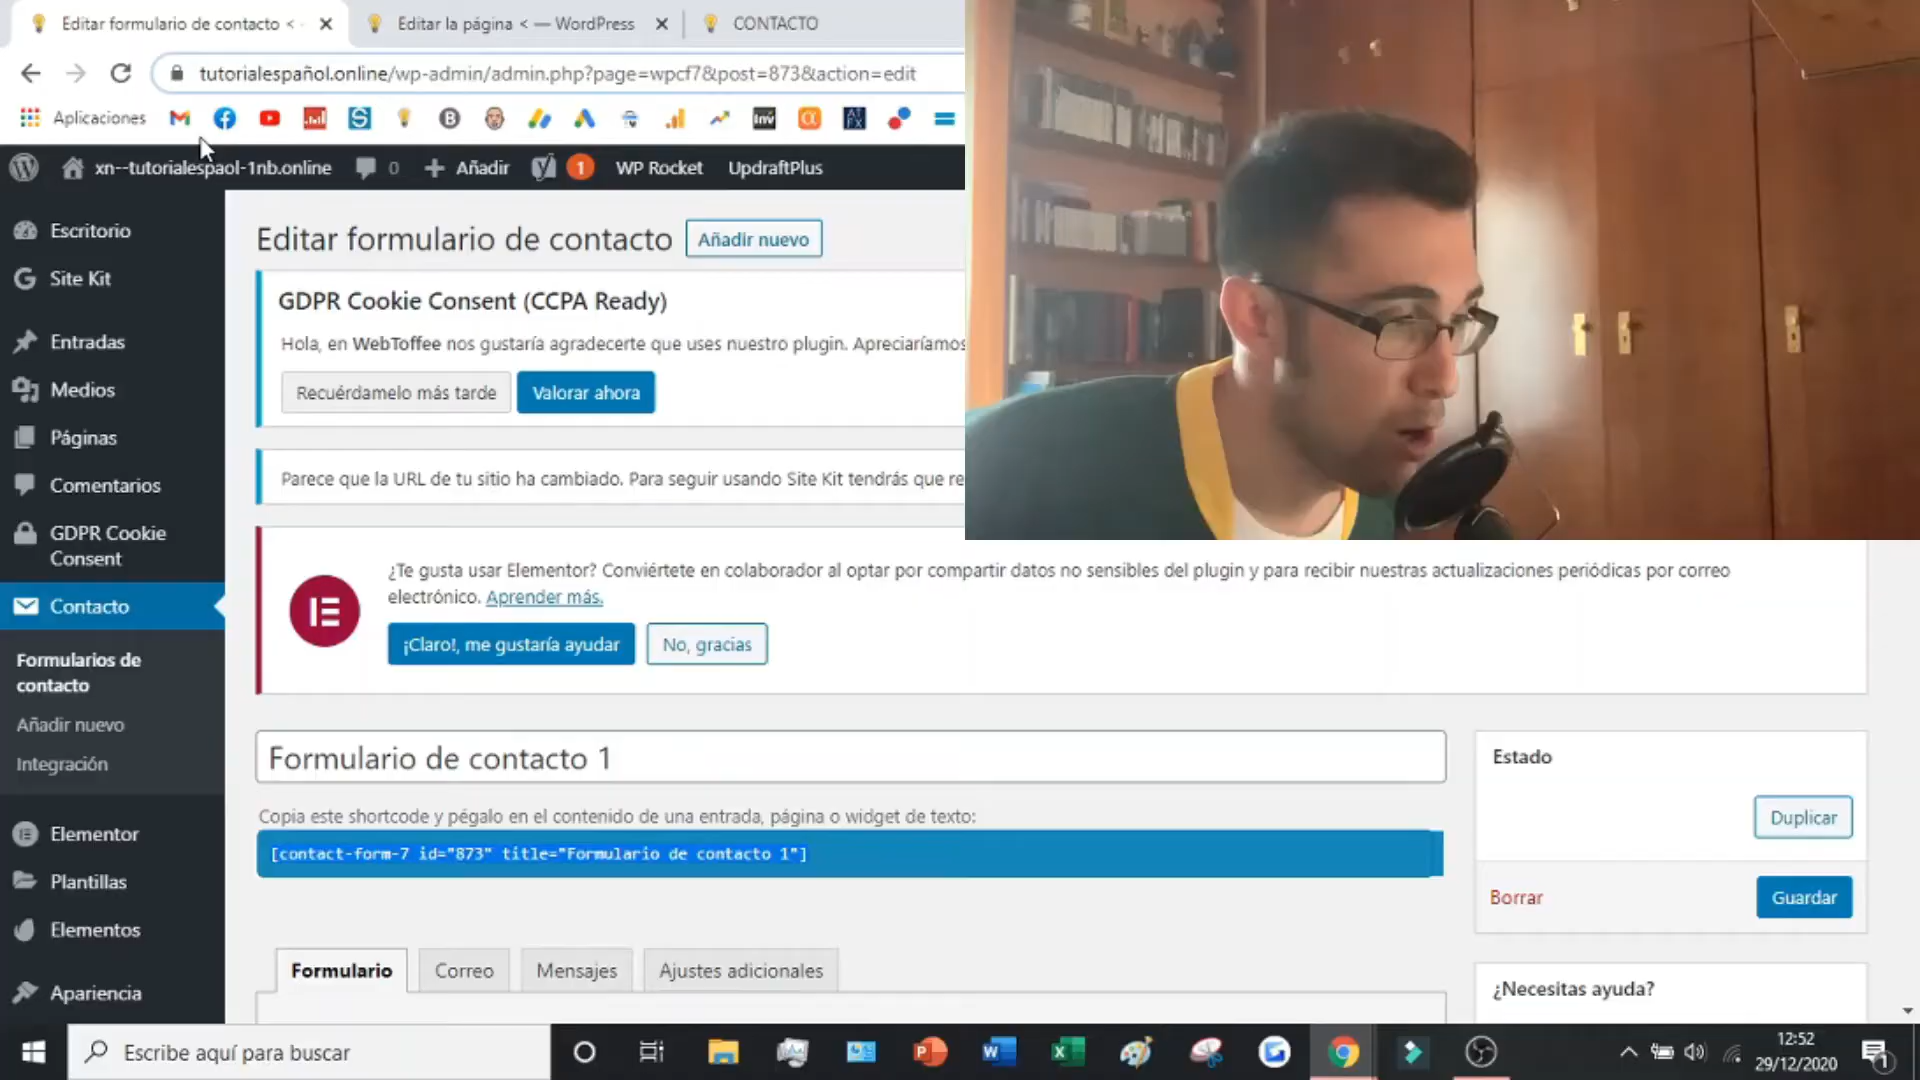 Editar formulario de contacto <
Editar la página < — WordPress
CONTACTO
tutorialespañol.online/wp-admin/admin.php?page=wpcf7&post=873&action=edit
Aplicaciones
xn--tutorialespaol-1nb.online
0
Añadir
1
WP Rocket
UpdraftPlus
Escritorio
Site Kit
Entradas
Medios
Páginas
Comentarios
GDPR Cookie
Consent
Contacto
Formularios de
contacto
Añadir nuevo
Integración
Elementor
Plantillas
Elementos
Apariencia
Editar formulario de contacto
Añadir nuevo
GDPR Cookie Consent (CCPA Ready)
Hola, en WebToffee nos gustaría agradecerte que uses nuestro plugin. Apreciaríamos
Recuérdamelo más tarde
Valorar ahora
Parece que la URL de tu sitio ha cambiado. Para seguir usando Site Kit tendrás que re
¿Te gusta usar Elementor? Conviértete en colaborador al optar por compartir datos no sensibles del plugin y para recibir nuestras actualizaciones periódicas por correo
electrónico. Aprender más.
¡Claro!, me gustaría ayudar
No, gracias
Formulario de contacto 1
Copia este shortcode y pégalo en el contenido de una entrada, página o widget de texto:
[contact-form-7 id="873" title="Formulario de contacto 1"]
Formulario
Correo
Mensajes
Ajustes adicionales
Estado
Duplicar
Borrar
Guardar
¿Necesitas ayuda?
Escribe aquí para buscar
12:52
29/12/2020
1